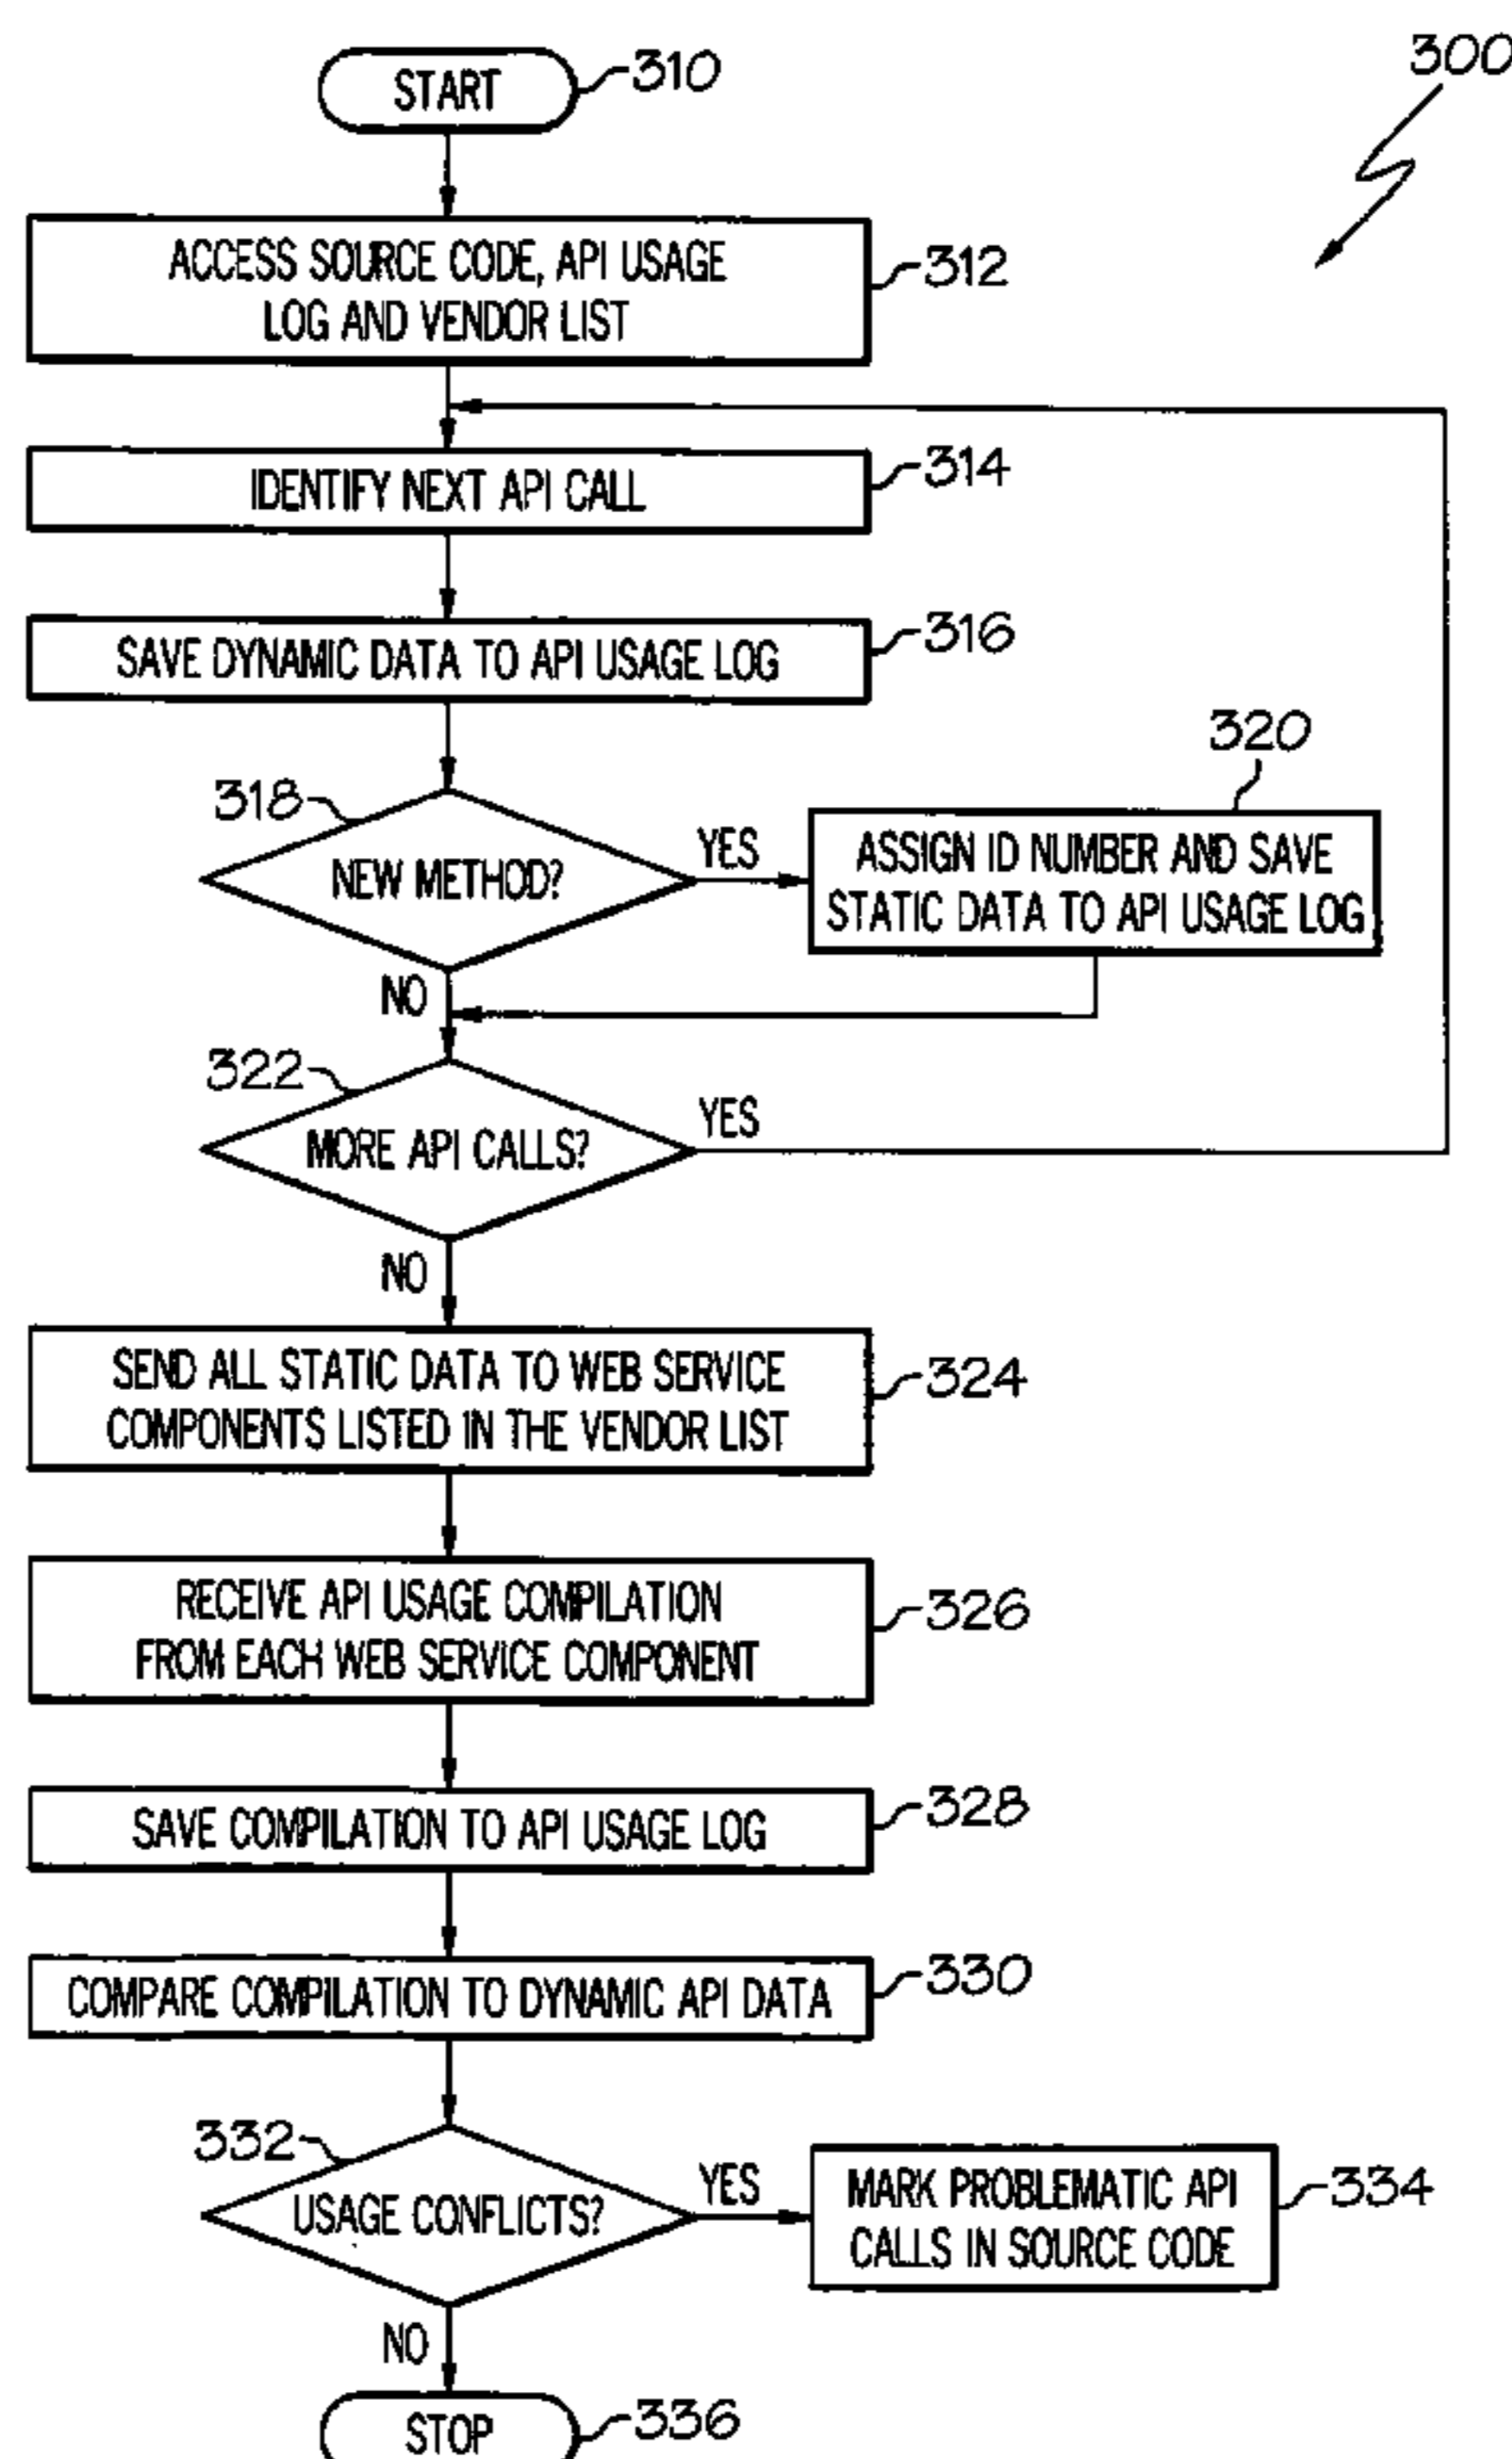 300
START
310
ACCESS SOURCE CODE, API USAGE
LOG AND VENDOR LIST
312
IDENTIFY NEXT API CALL
314
SAVE DYNAMIC DATA TO API USAGE LOG
316
318
NEW METHOD?
YES
320
ASSIGN ID NUMBER AND SAVE
STATIC DATA TO API USAGE LOG
NO
322
MORE API CALLS?
YES
NO
SEND ALL STATIC DATA TO WEB SERVICE
COMPONENTS LISTED IN THE VENDOR LIST
324
RECEIVE API USAGE COMPILATION
FROM EACH WEB SERVICE COMPONENT
326
SAVE COMPILATION TO API USAGE LOG
328
COMPARE COMPILATION TO DYNAMIC API DATA
330
332
USAGE CONFLICTS?
YES
MARK PROBLEMATIC API
CALLS IN SOURCE CODE
334
NO
STOP
336